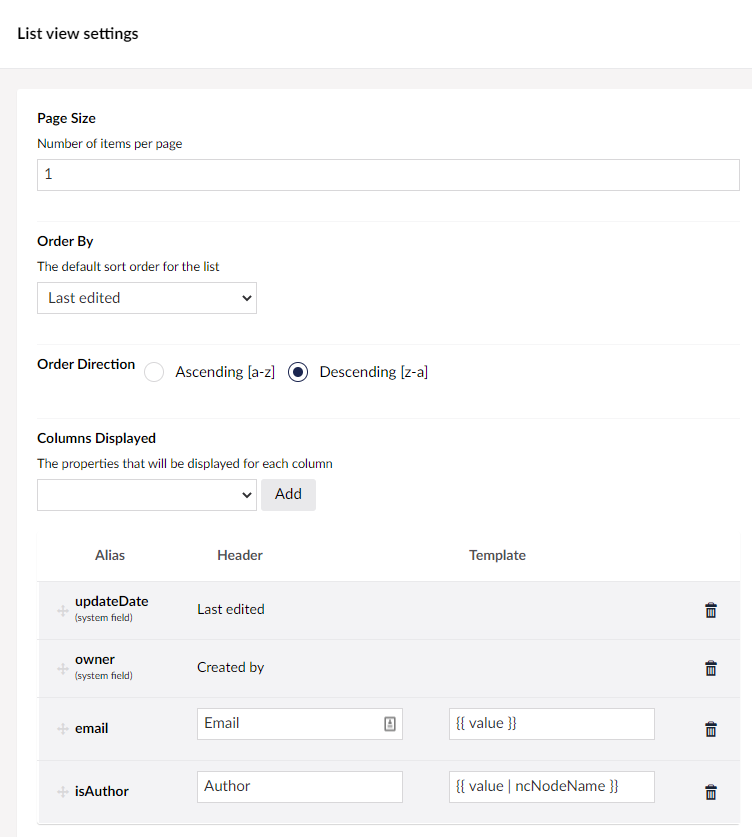 List view settings
Page Size
Number of items per page
1
Order By
The default sort order for the list
Last edited
Order Direction Ascending [a-z] Descending [z-a]
Columns Displayed
The properties that will be displayed for each column
Add
Alias Header Template
updateDate
(system field)
Last edited
owner
(system field)
Created by
email Email {{ value }}
isAuthor Author {{ value | ncNodeName }}